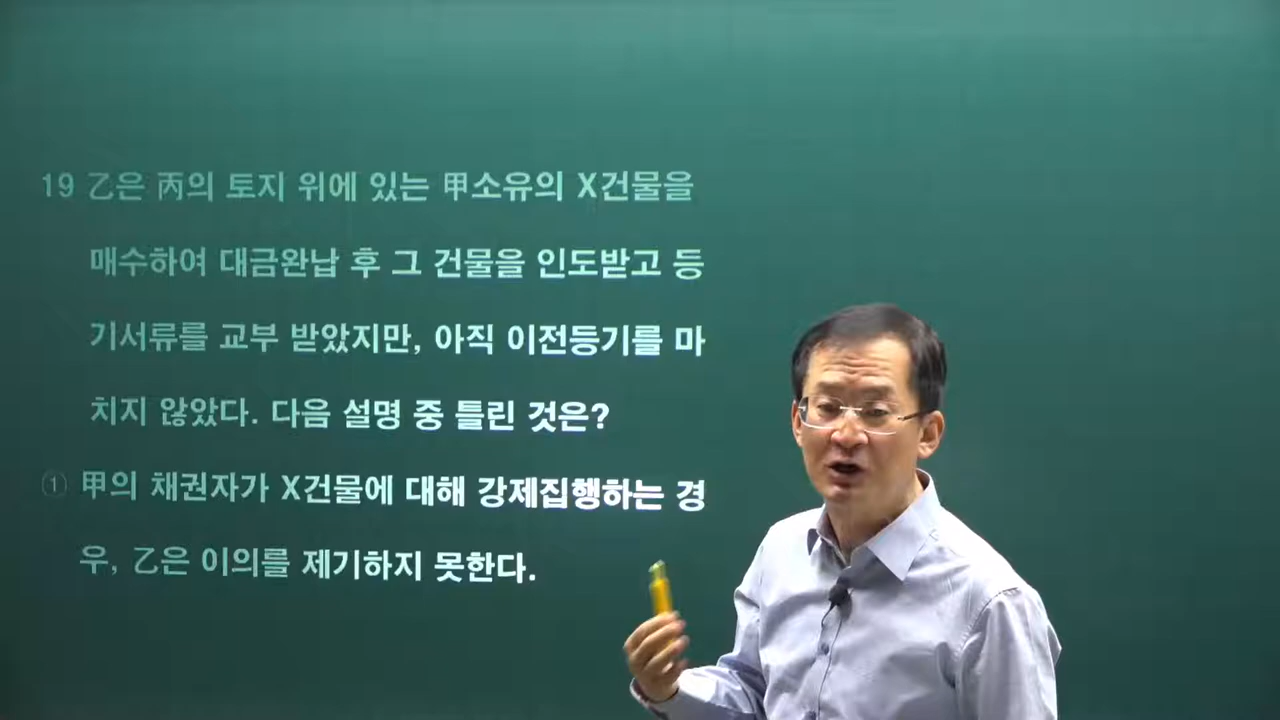 19 乙은 丙의 토지 위에 있는 甲소유의 X건물을
매수하여 대금완납 후 그 건물을 인도받고 등
기서류를 교부 받았지만, 아직 이전등기를 마
치지 않았다. 다음 설명 중 틀린 것은?
① 甲의 채권자가 X건물에 대해 강제집행하는 경
우, 乙은 이의를 제기하지 못한다.